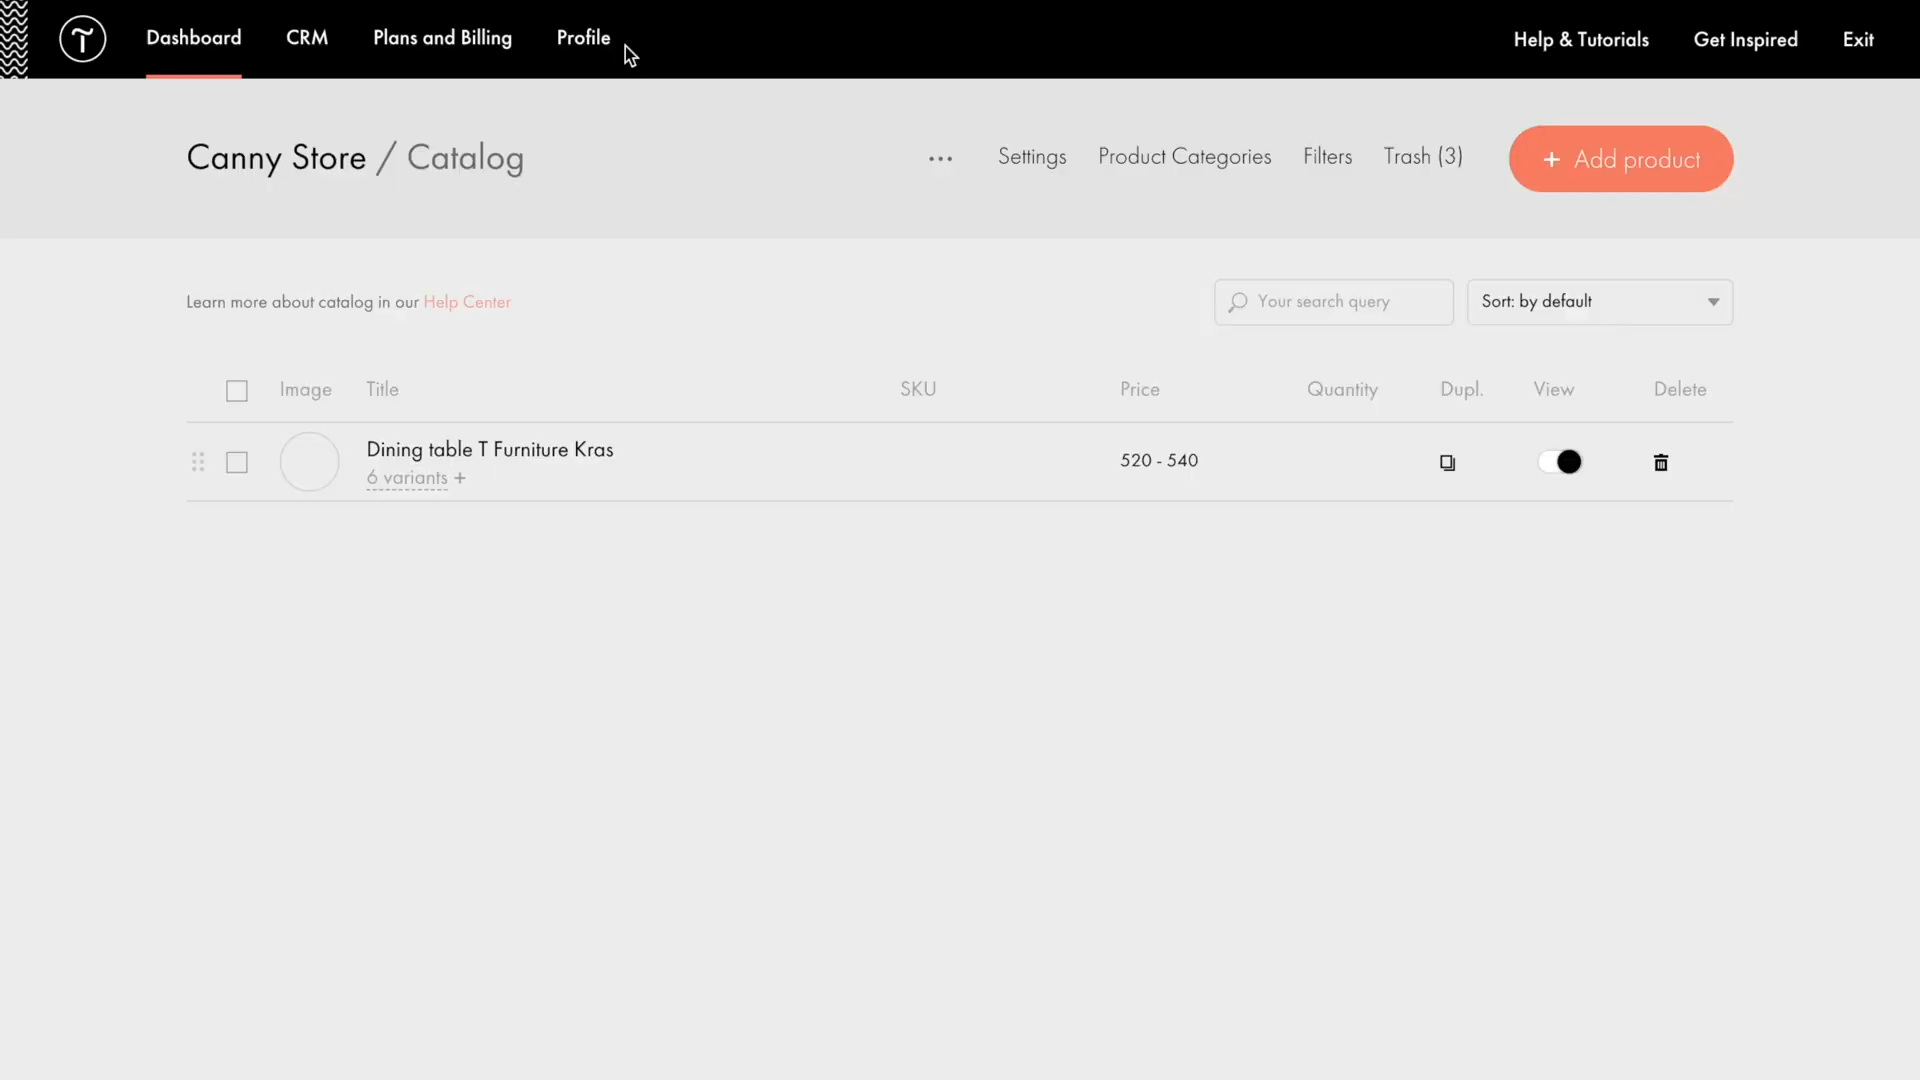 Dashboard CRM Plans and Billing Profile Help & Tutorials Get Inspired Exit
Canny Store / Catalog ... Settings Product Categories Filters Trash (3) + Add product
Learn more about catalog in our Help Center Your search query Sort: by default
Image Title SKU Price Quantity Dupl. View Delete
Dining table T Furniture Kras
6 variants +
520 - 540